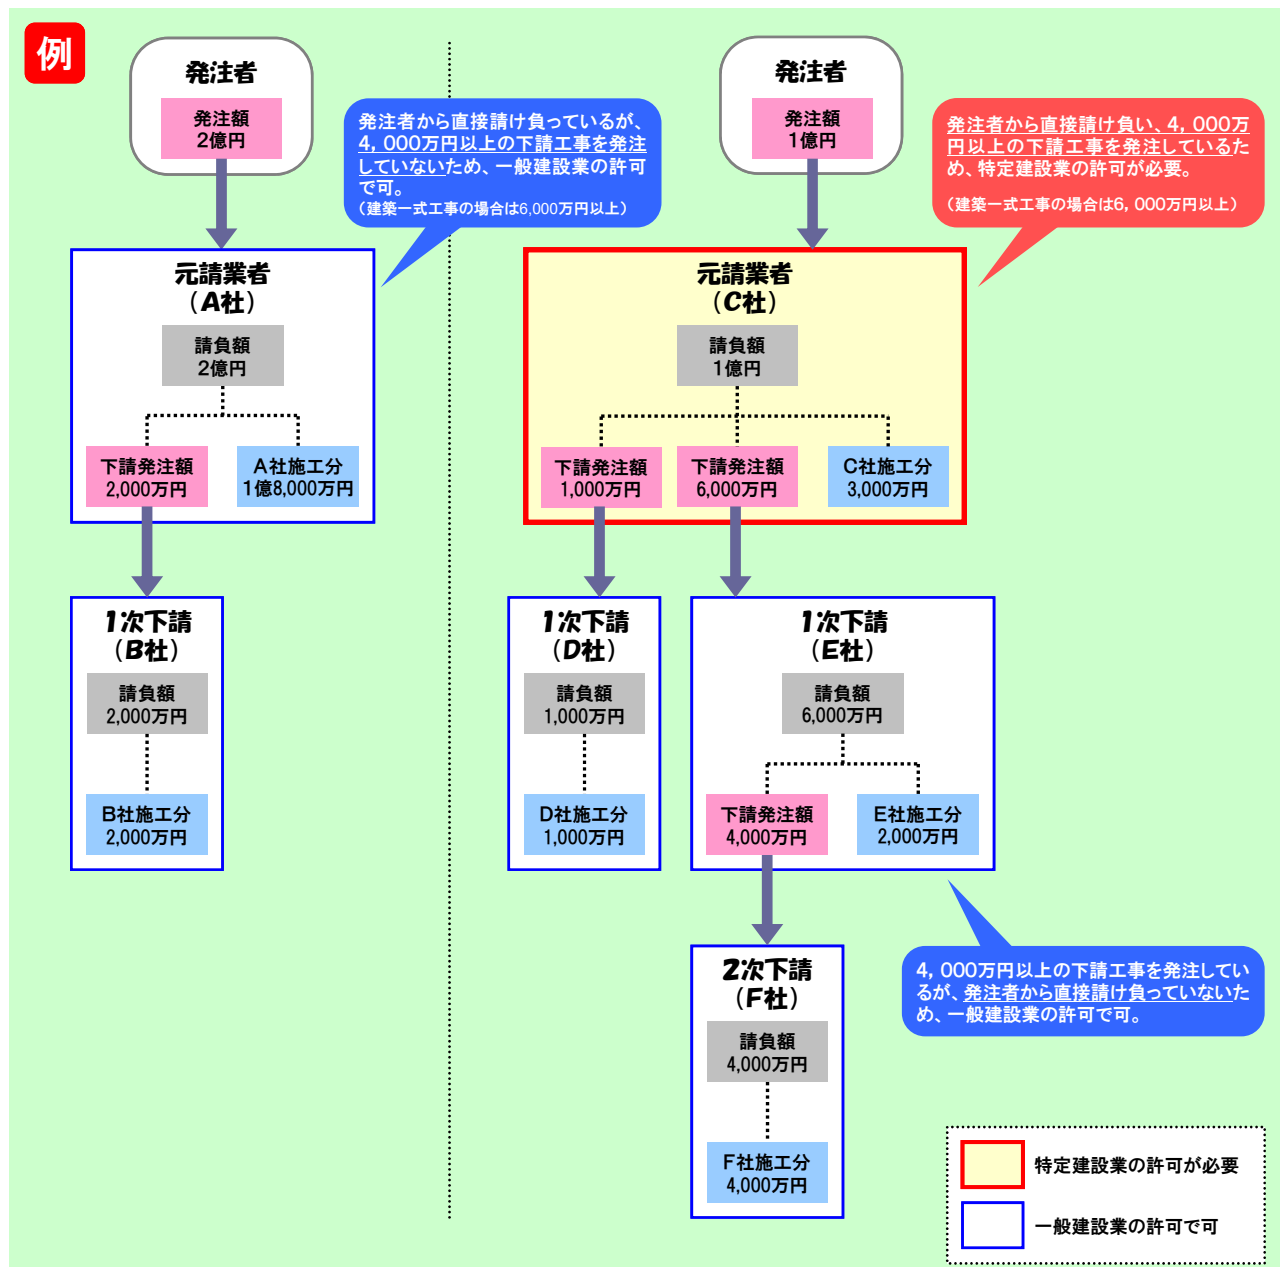 例
発注者
発注額
2億円
発注者から直接請け負っているが、
4，000万円以上の下請工事を発注
していないため、一般建設業の許可
で可。
（建築一式工事の場合は6,000万円以上）
元請業者
（A社）
請負額
2億円
下請発注額
2,000万円
A社施工分
1億8,000万円
1次下請
（B社）
請負額
2,000万円
B社施工分
2,000万円
発注者
発注額
1億円
発注者から直接請け負い、4，000万
円以上の下請工事を発注しているた
め、特定建設業の許可が必要。
（建築一式工事の場合は6，000万円以上）
元請業者
（C社）
請負額
1億円
下請発注額
1,000万円
下請発注額
6,000万円
C社施工分
3,000万円
1次下請
（D社）
請負額
1,000万円
D社施工分
1,000万円
1次下請
（E社）
請負額
6,000万円
下請発注額
4,000万円
E社施工分
2,000万円
4，000万円以上の下請工事を発注してい
るが、発注者から直接請け負っていないた
め、一般建設業の許可で可。
2次下請
（F社）
請負額
4,000万円
F社施工分
4,000万円
特定建設業の許可が必要
一般建設業の許可で可